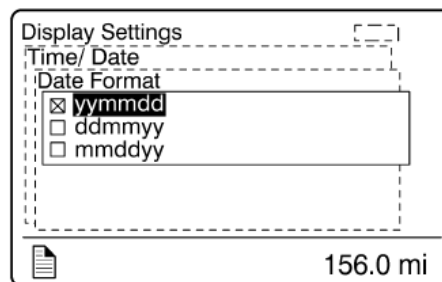 Display Settings
Time/ Date
Date Format
yymmdd
ddmmyy
mmddyy
156.0 mi